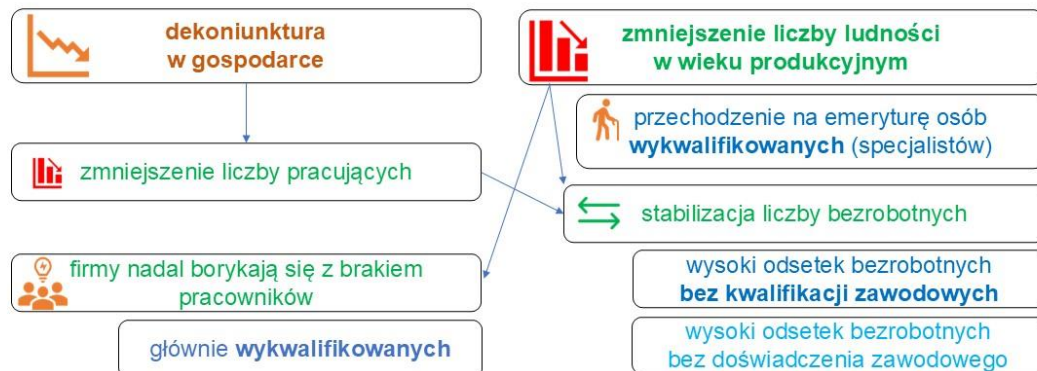 dekoniunktura
w gospodarce
zmniejszenie liczby ludności
w wieku produkcyjnym
przechodzenie na emeryturę osób
wykwalifikowanych (specjalistów)
zmniejszenie liczby pracujących
stabilizacja liczby bezrobotnych
firmy nadal borykają się z brakiem
pracowników
głównie wykwalifikowanych
wysoki odsetek bezrobotnych
bez kwalifikacji zawodowych
wysoki odsetek bezrobotnych
bez doświadczenia zawodowego